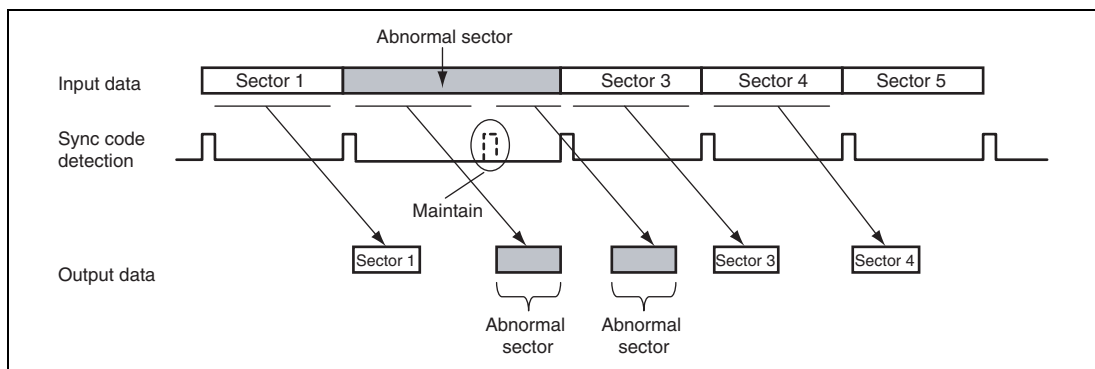 Abnormal sector
Input data
Sector 1
Sector 3
Sector 4
Sector 5
Sync code
detection
Maintain
Output data
Sector 1
Sector 3
Sector 4
Abnormal
sector
Abnormal
sector